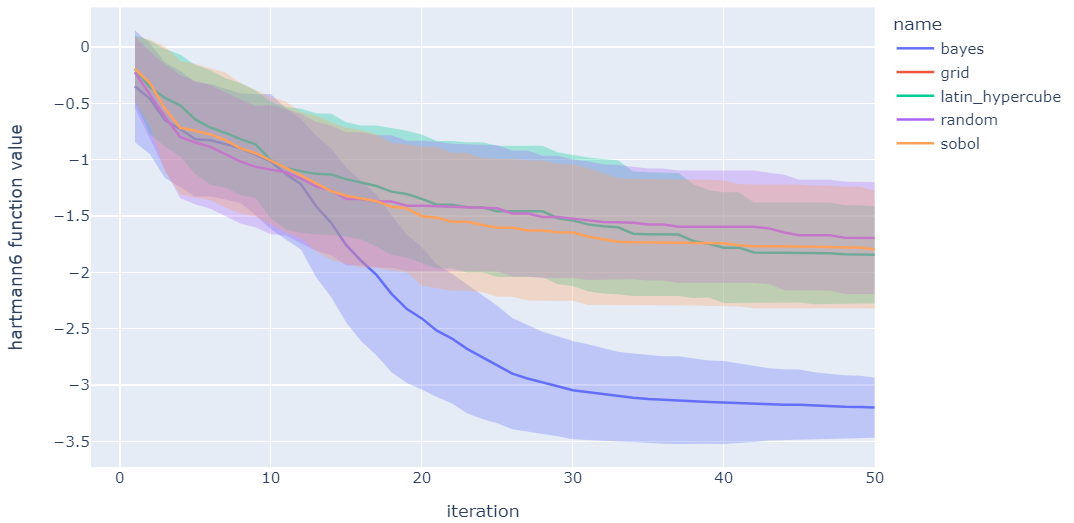 name
bayes
grid
latin_hypercube
random
sobol
hartmann6 function value
0
−0.5
−1
−1.5
−2
−2.5
−3
−3.5
0 10 20 30 40 50
iteration